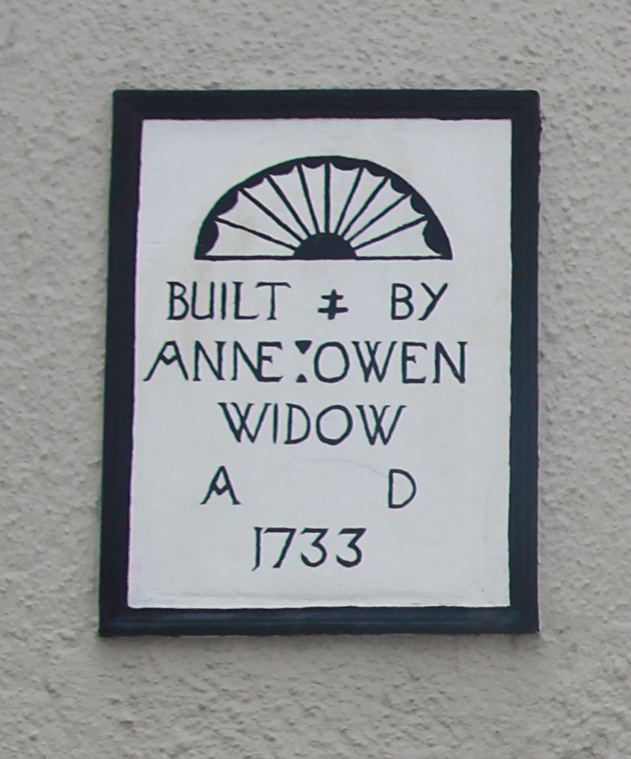 BUILT ‡ BY
ANNE:OWEN
WIDOW
A D
1733